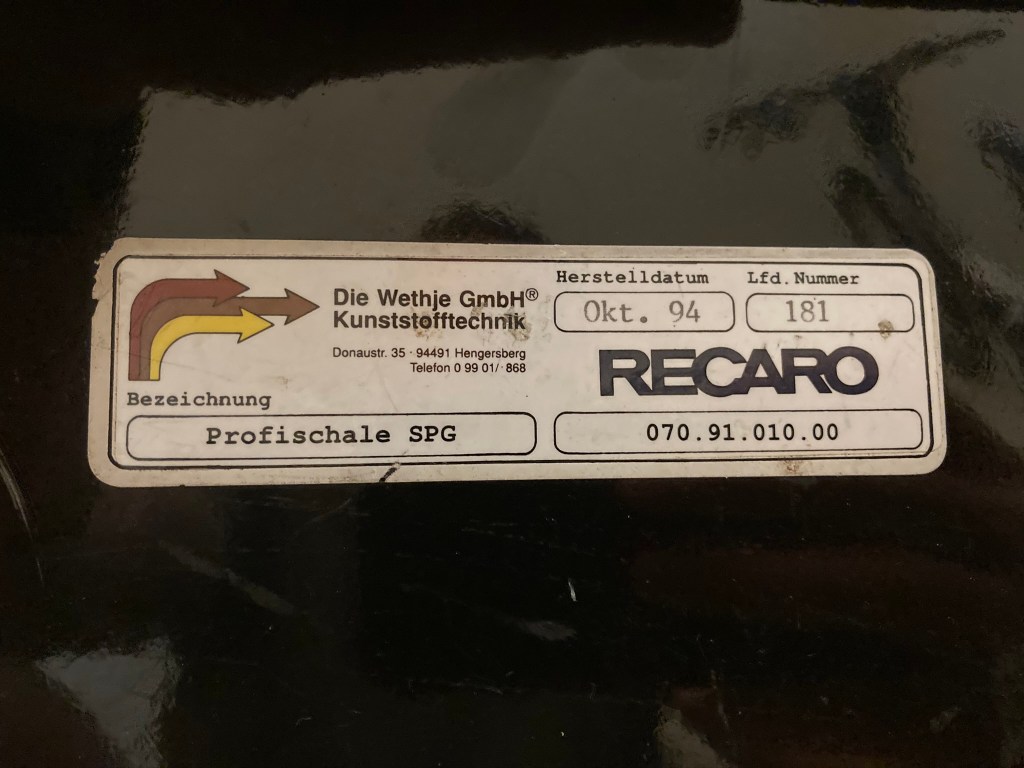 Die Wethje GmbH®
Kunststofftechnik
Donaustr. 35 · 94491 Hengersberg
Telefon 0 99 01/ 868
Herstelldatum
Okt. 94
Lfd.Nummer
181
RECARO
Bezeichnung
Profischale SPG
070.91.010.00